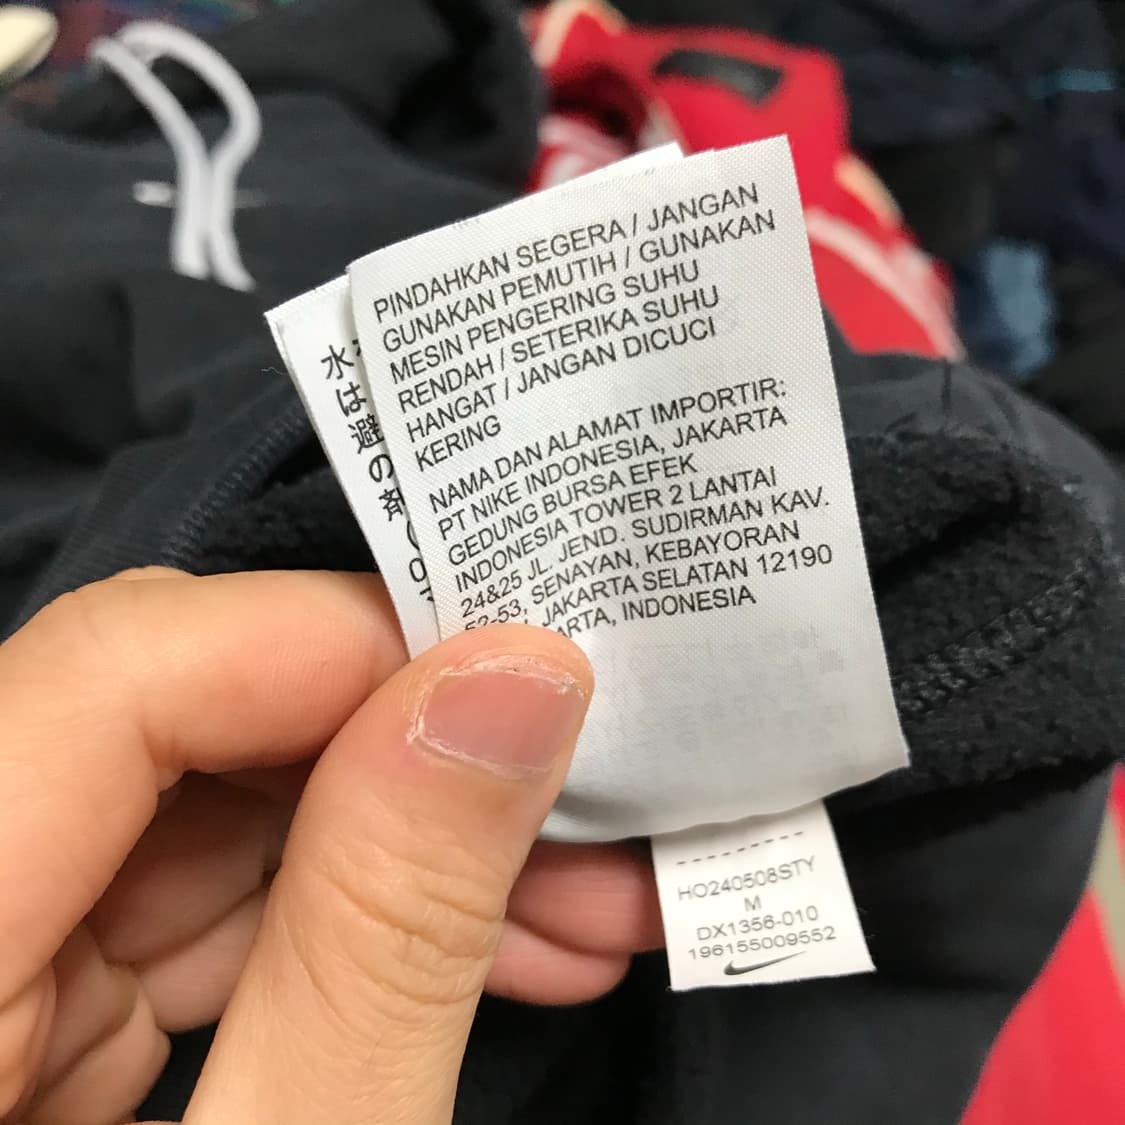 PINDAHKAN SEGERA / JANGAN
GUNAKAN PEMUTIH / GUNAKAN
MESIN PENGERING SUHU
RENDAH / SETERIKA SUHU
HANGAT / JANGAN DICUCI
KERING
NAMA DAN ALAMAT IMPORTIR:
PT NIKE INDONESIA, JAKARTA
GEDUNG BURSA EFEK
INDONESIA TOWER 2 LANTAI
24&25 JL. JEND. SUDIRMAN KAV.
52-53, SENAYAN, KEBAYORAN
JAKARTA SELATAN 12190
ARTA, INDONESIA
水
は
避
の
剤
HO240508STY
M
DX1356-010
196155009552